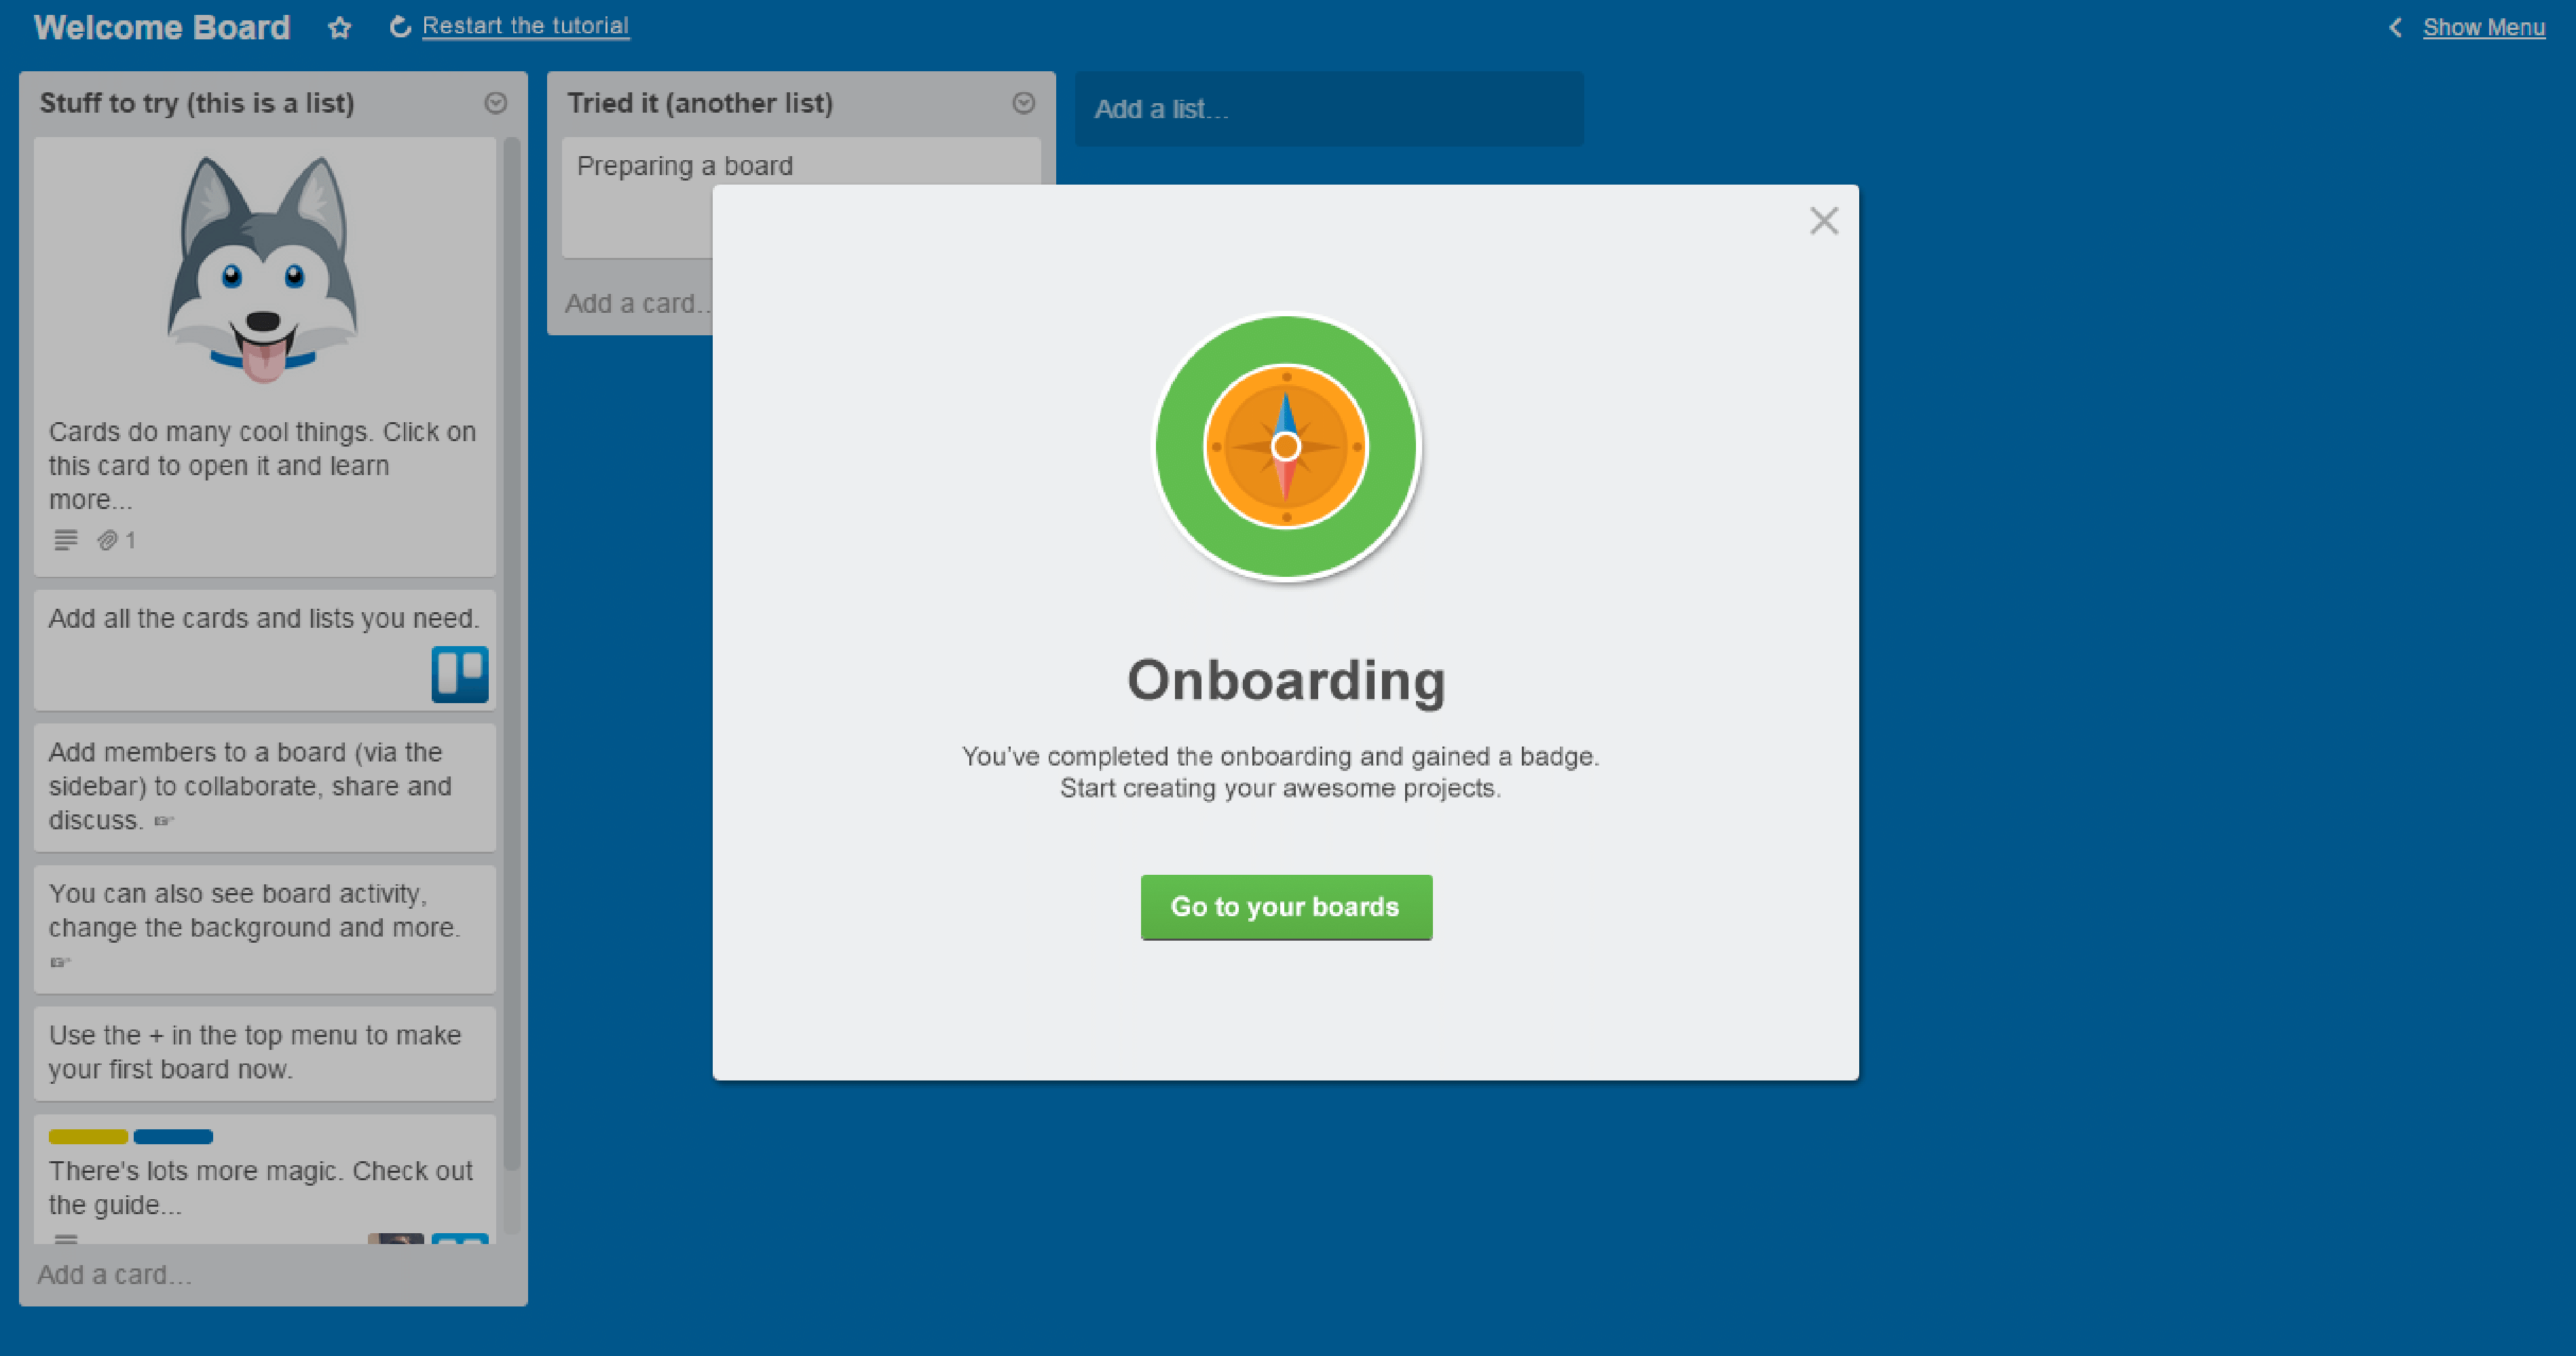 Welcome Board
Restart the tutorial
Show Menu
Stuff to try (this is a list)
Cards do many cool things. Click on
this card to open it and learn
more...
1
Add all the cards and lists you need.
Add members to a board (via the
sidebar) to collaborate, share and
discuss. ☞
You can also see board activity,
change the background and more.
☞
Use the + in the top menu to make
your first board now.
There's lots more magic. Check out
the guide...
Add a card...
Tried it (another list)
Preparing a board
Add a card..
Add a list...
Onboarding
You've completed the onboarding and gained a badge.
Start creating your awesome projects.
Go to your boards